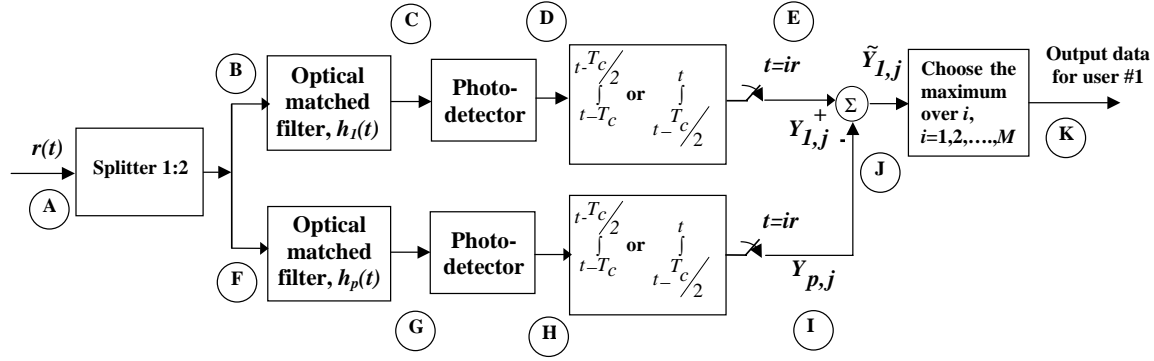 C
D
E
B
Optical
matched
filter, h1(t)
Photo-
detector
t-Tc/2
∫ or ∫
t
t–Tc
t–Tc/2
t=ir
+
Y1,j
-
Σ
Ỹ1,j
Choose the
maximum
over i,
i=1,2,….,M
Output data
for user #1
K
r(t)
A
Splitter 1:2
J
F
Optical
matched
filter, hp(t)
G
Photo-
detector
H
t-Tc/2
∫ or ∫
t
t–Tc
t–Tc/2
t=ir
Yp,j
I